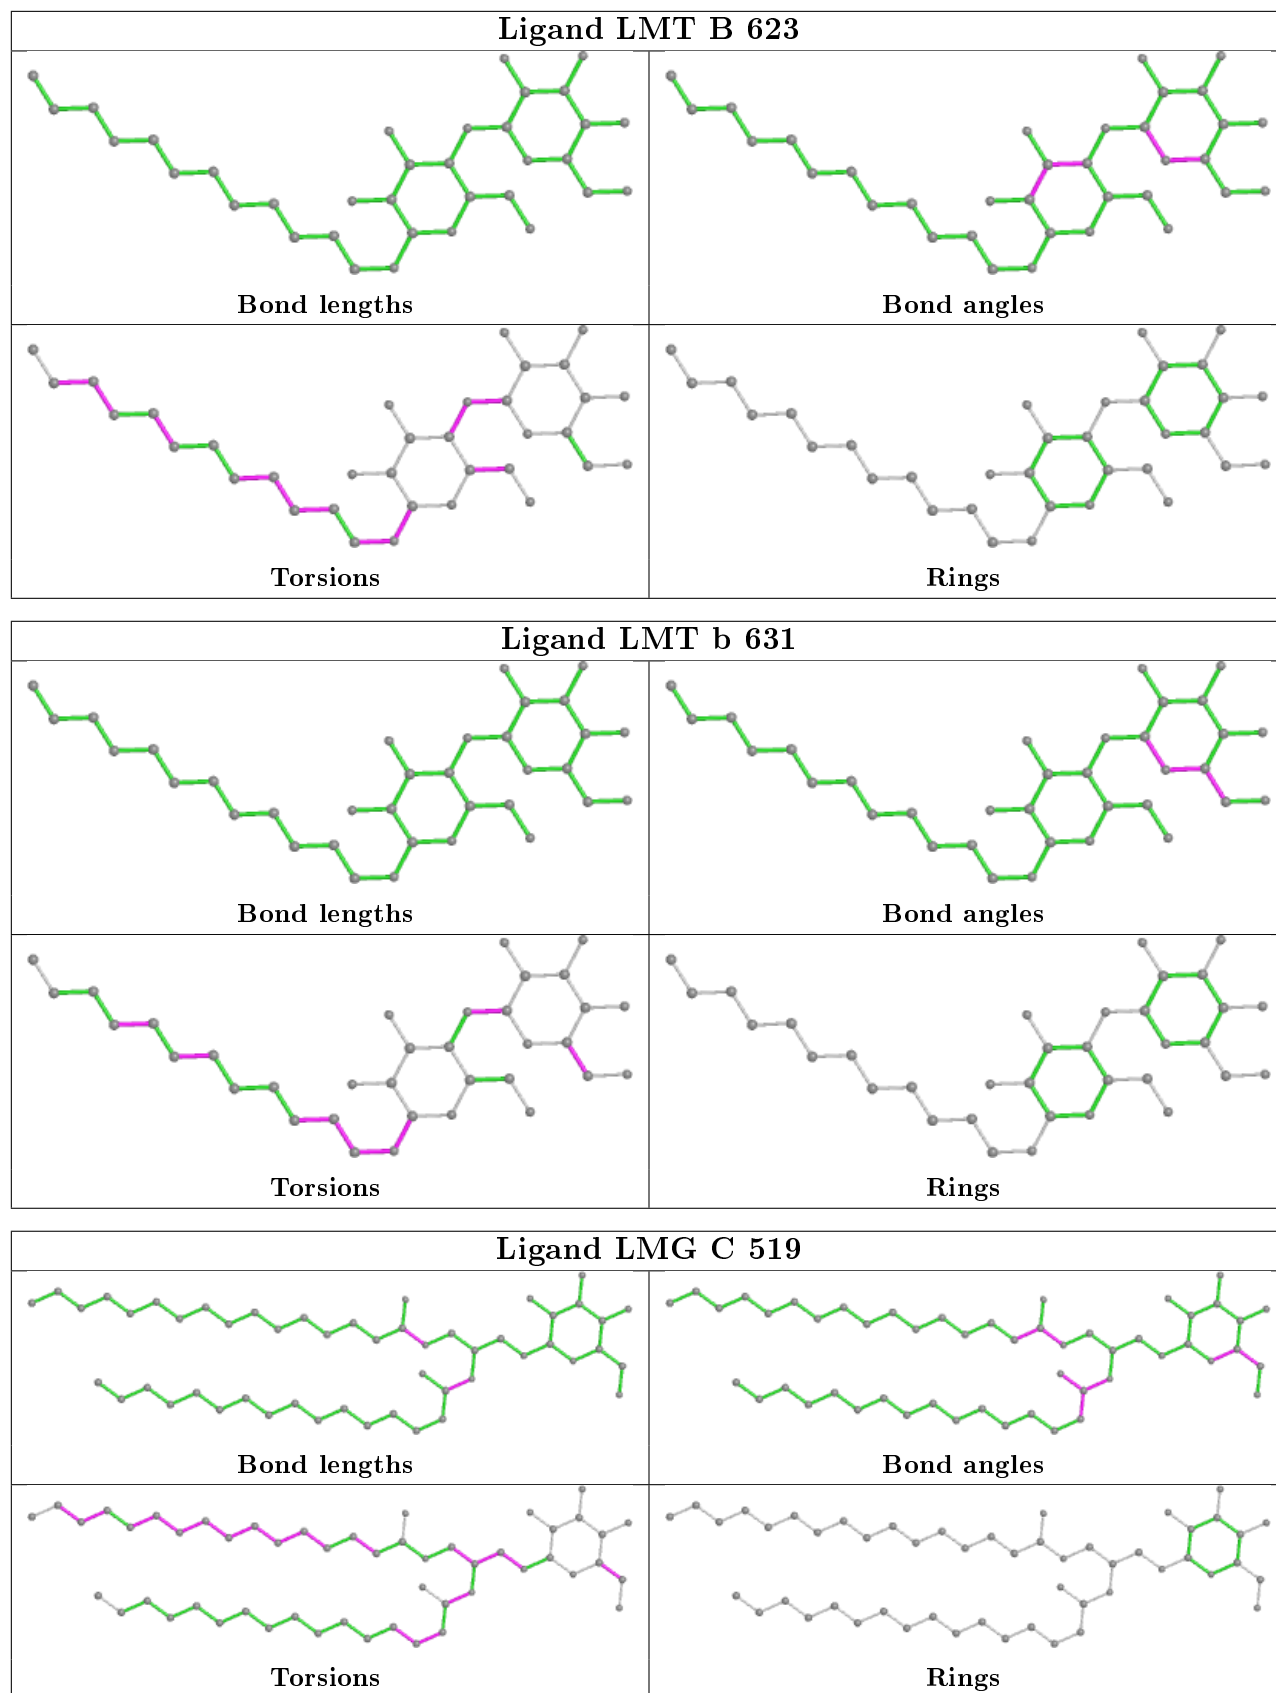 Ligand LMT B 623
Bond lengths
Bond angles
Torsions
Rings
Ligand LMT b 631
Bond lengths
Bond angles
Torsions
Rings
Ligand LMG C 519
Bond lengths
Bond angles
Torsions
Rings